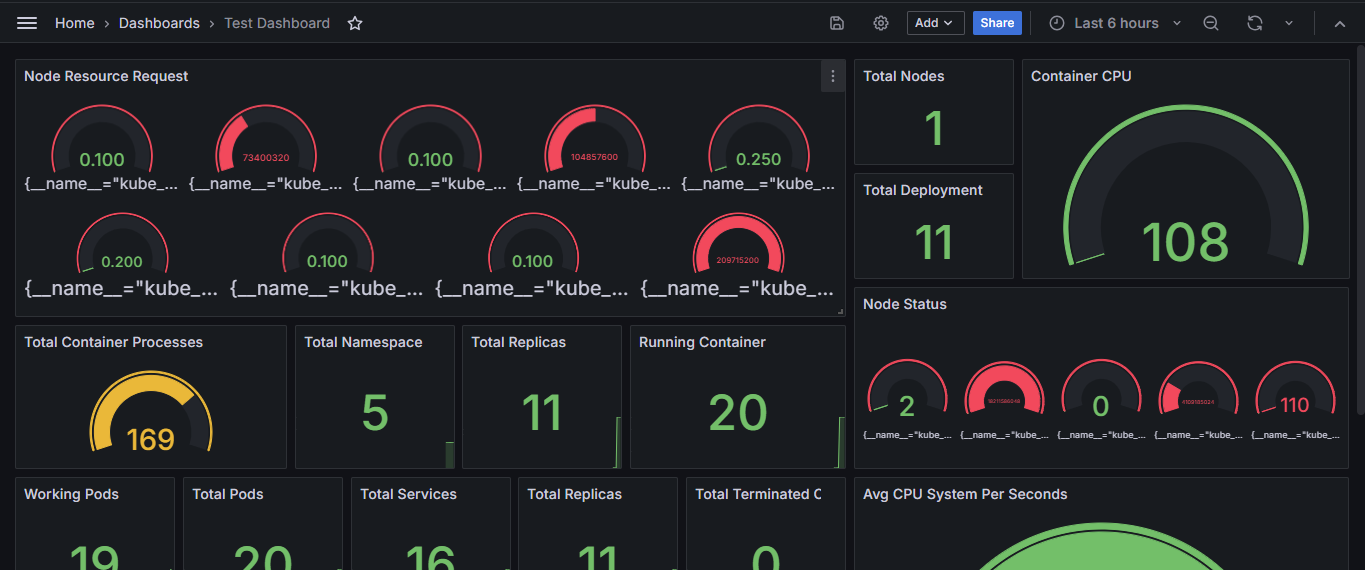 Home › Dashboards › Test Dashboard
Add
Share
Last 6 hours
Node Resource Request
0.100
73400320
0.100
104857600
0.250
{__name__="kube_...
{__name__="kube_...
{__name__="kube_...
{__name__="kube_...
{__name__="kube_...
0.200
0.100
0.100
209715200
{__name__="kube_...
{__name__="kube_...
{__name__="kube_...
{__name__="kube_...
Total Nodes
1
Total Deployment
11
Container CPU
108
Node Status
2
0
110
{__name__="kube_...
{__name__="kube_...
{__name__="kube_...
{__name__="kube_...
{__name__="kube_...
Total Container Processes
169
Total Namespace
5
Total Replicas
11
Running Container
20
Working Pods
19
Total Pods
20
Total Services
16
Total Replicas
11
Total Terminated C
0
Avg CPU System Per Seconds